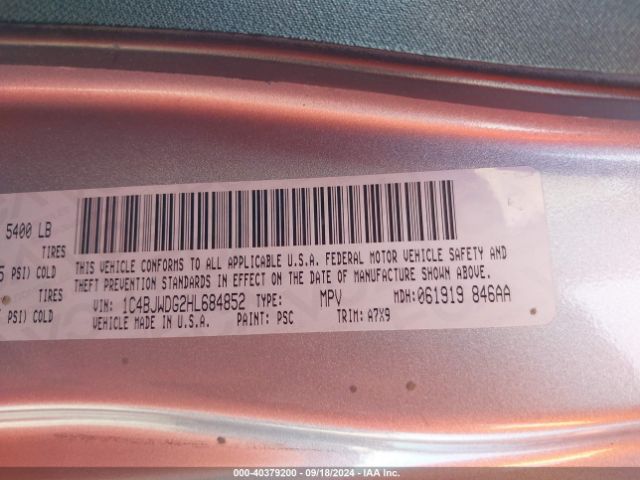 5400 LB
TIRES
PSI) COLD
TIRES
PSI) COLD
THIS VEHICLE CONFORMS TO ALL APPLICABLE U.S.A. FEDERAL MOTOR VEHICLE SAFETY AND
THEFT PREVENTION STANDARDS IN EFFECT ON THE DATE OF MANUFACTURE SHOWN ABOVE.
VIN: 1C4BJWDG2HL684852 TYPE: MPV MDH: 061919 846AA
VEHICLE MADE IN U.S.A. PAINT: PSC TRIM: A7X9
000-40379200 - 09/18/2024 - IAA Inc.